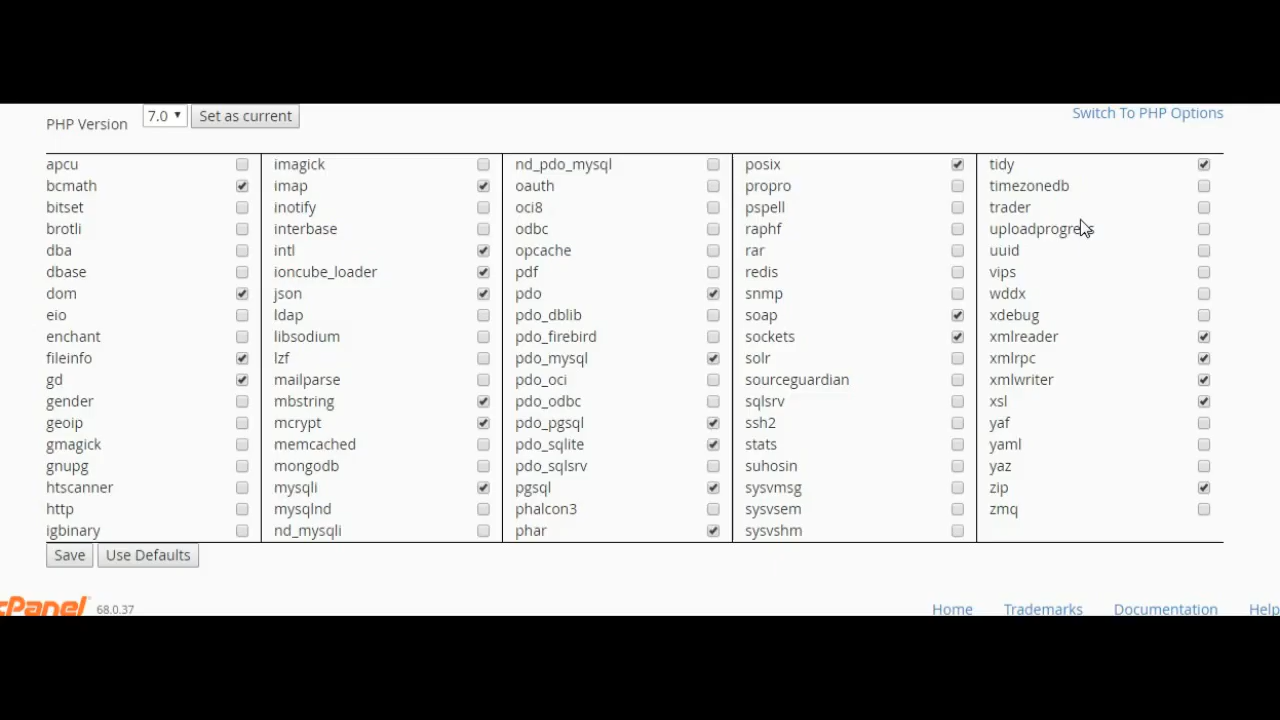 PHP Version 7.0 Set as current Switch To PHP Options
apcu imagick nd_pdo_mysql posix tidy
bcmath imap oauth propro timezonedb
bitset inotify oci8 pspell trader
brotli interbase odbc raphf uploadprogress
dba intl opcache rar uuid
dbase ioncube_loader pdf redis vips
dom json pdo snmp wddx
eio ldap pdo_dblib soap xdebug
enchant libsodium pdo_firebird sockets xmlreader
fileinfo lzf pdo_mysql solr xmlrpc
gd mailparse pdo_oci sourceguardian xmlwriter
gender mbstring pdo_odbc sqlsrv xsl
geoip mcrypt pdo_pgsql ssh2 yaf
gmagick memcached pdo_sqlite stats yaml
gnupg mongodb pdo_sqlsrv suhosin yaz
htscanner mysqli pgsql sysvmsg zip
http mysqlnd phalcon3 sysvsem zmq
igbinary nd_mysqli phar sysvshm
Save Use Defaults
cPanel 68.0.37 Home Trademarks Documentation Help